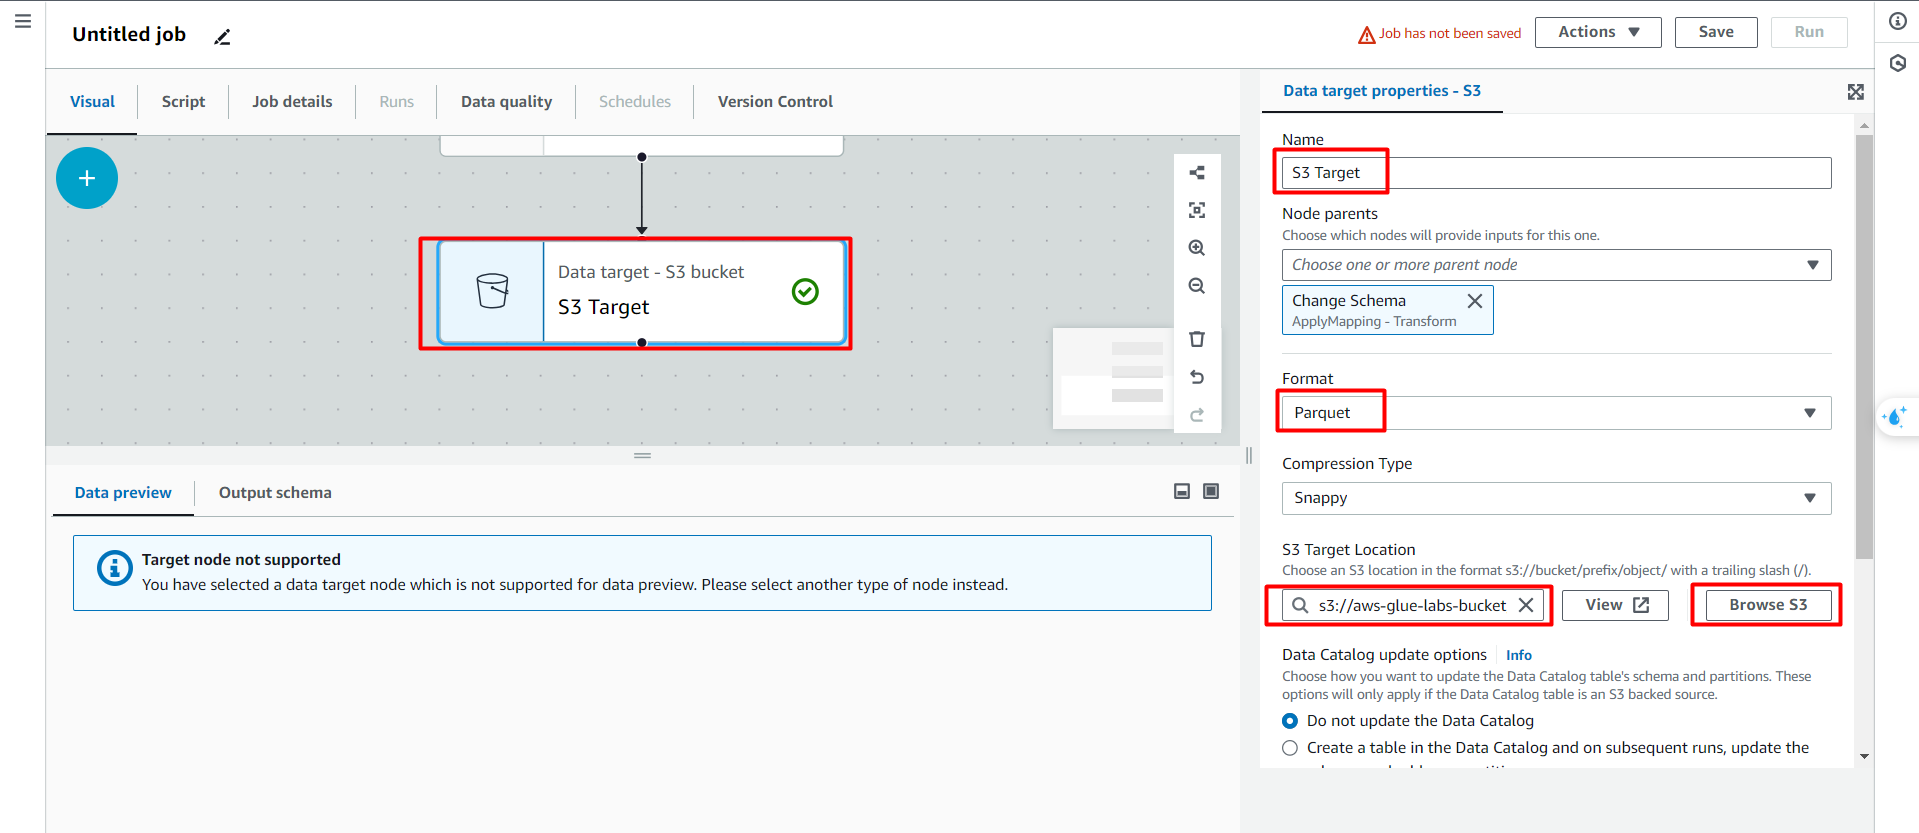 Untitled job
Job has not been saved
Actions
Save
Run
Visual
Script
Job details
Runs
Data quality
Schedules
Version Control
Data target - S3 bucket
S3 Target
Data preview
Output schema
Target node not supported
You have selected a data target node which is not supported for data preview. Please select another type of node instead.
Data target properties - S3
Name
S3 Target
Node parents
Choose which nodes will provide inputs for this one.
Choose one or more parent node
Change Schema
ApplyMapping - Transform
Format
Parquet
Compression Type
Snappy
S3 Target Location
Choose an S3 location in the format s3://bucket/prefix/object/ with a trailing slash (/).
s3://aws-glue-labs-bucket
View
Browse S3
Data Catalog update options
Info
Choose how you want to update the Data Catalog table's schema and partitions. These
options will only apply if the Data Catalog table is an S3 backed source.
Do not update the Data Catalog
Create a table in the Data Catalog and on subsequent runs, update the